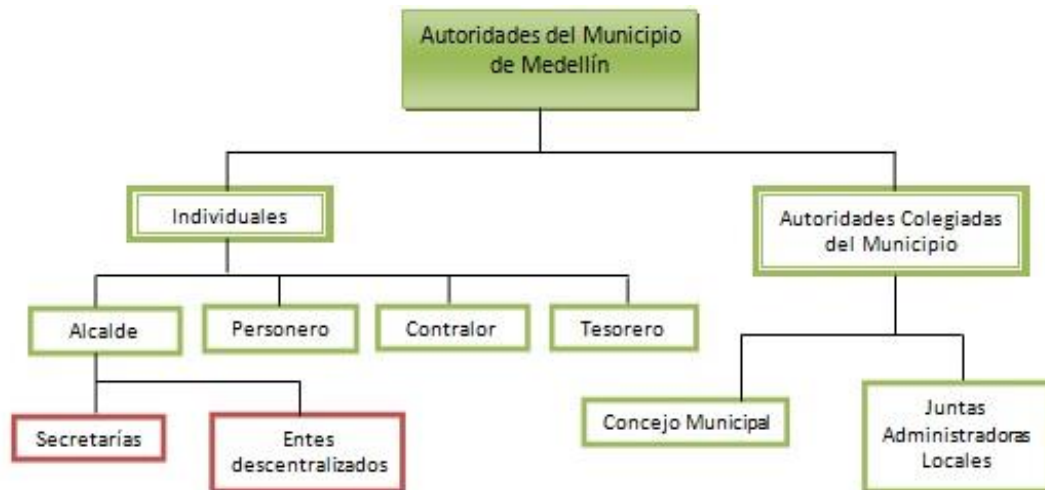 Autoridades del Municipio
de Medellín
Individuales
Autoridades Colegiadas
del Municipio
Alcalde
Personero
Contralor
Tesorero
Secretarías
Entes
descentralizados
Concejo Municipal
Juntas
Administradoras
Locales